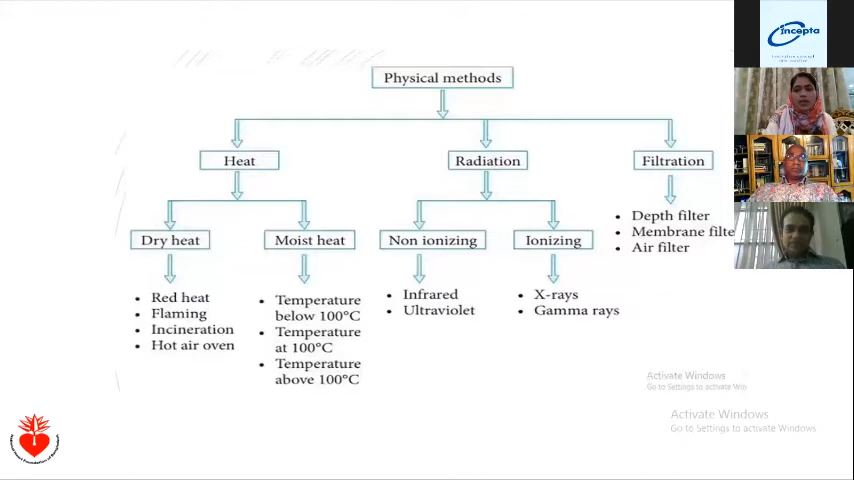 Physical methods
Heat
Radiation
Filtration
Dry heat
Moist heat
Non ionizing
Ionizing
• Depth filter
• Membrane filte
• Air filter
• Red heat
• Flaming
• Incineration
• Hot air oven
• Temperature
below 100°C
• Temperature
at 100°C
• Temperature
above 100°C
• Infrared
• Ultraviolet
• X-rays
• Gamma rays
Incepta
Activate Windows
Go to Settings to activate Win
Activate Windows
Go to Settings to activate Windows